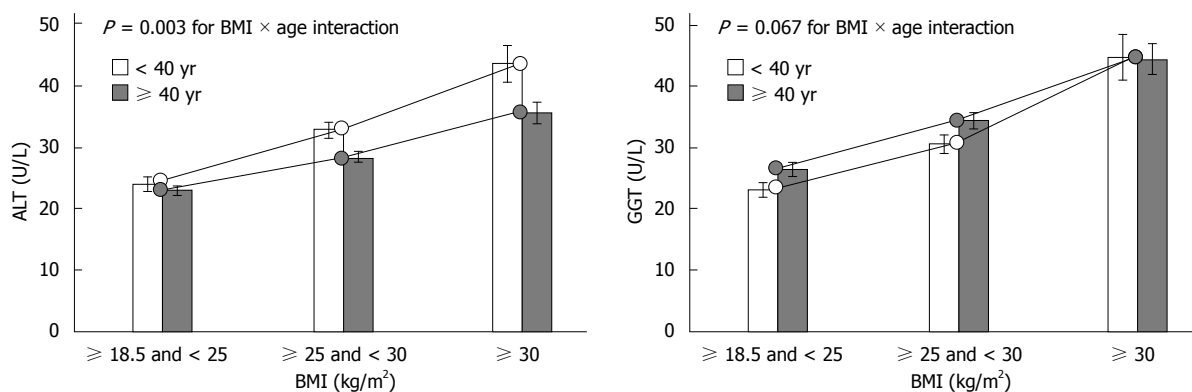 P = 0.003 for BMI × age interaction
< 40 yr
⩾ 40 yr
50
40
30
20
10
0
ALT (U/L)
⩾ 18.5 and < 25
⩾ 25 and < 30
⩾ 30
BMI (kg/m²)
P = 0.067 for BMI × age interaction
< 40 yr
⩾ 40 yr
50
40
30
20
10
0
GGT (U/L)
⩾ 18.5 and < 25
⩾ 25 and < 30
⩾ 30
BMI (kg/m²)